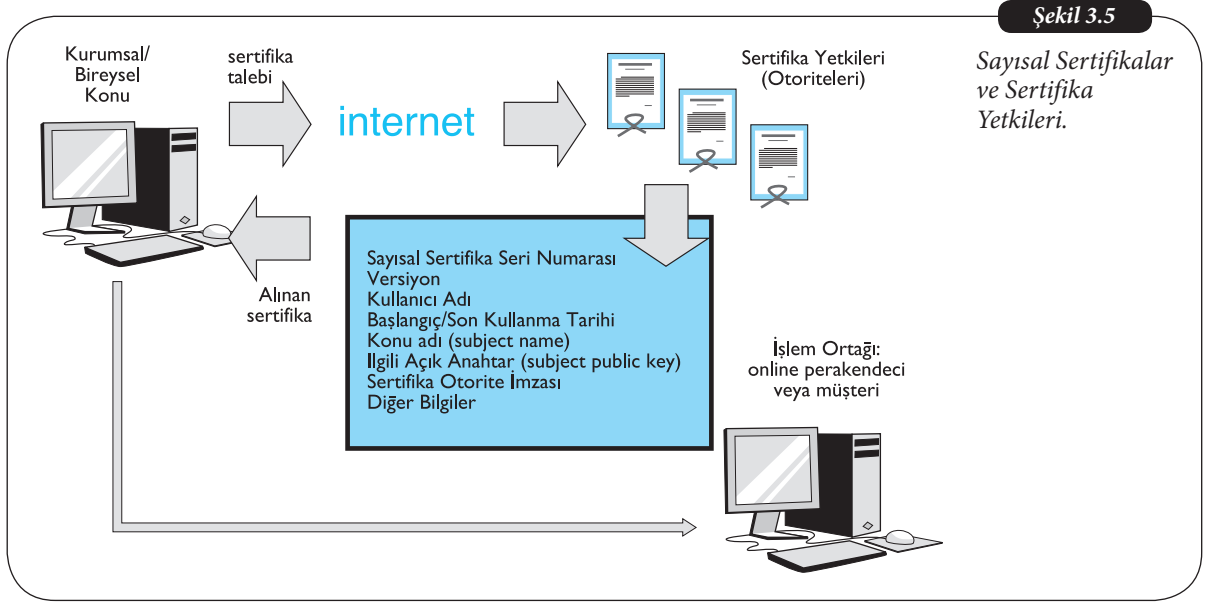 Şekil 3.5
Sayısal Sertifikalar
ve Sertifika
Yetkileri.
Kurumsal/
Bireysel
Konu
sertifika
talebi
internet
Sertifika Yetkileri
(Otoriteleri)
Alınan
sertifika
Sayısal Sertifika Seri Numarası
Versiyon
Kullanıcı Adı
Başlangıç/Son Kullanma Tarihi
Konu adı (subject name)
İlgili Açık Anahtar (subject public key)
Sertifika Otorite İmzası
Diğer Bilgiler
İşlem Ortağı:
online perakendeci
veya müşteri